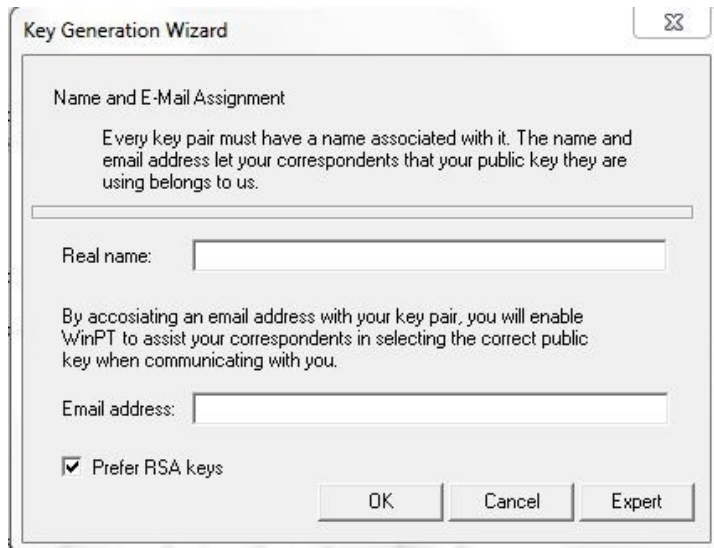 Key Generation Wizard
Name and E-Mail Assignment
Every key pair must have a name associated with it. The name and
email address let your correspondents that your public key they are
using belongs to us.
Real name:
By accosiating an email address with your key pair, you will enable
WinPT to assist your correspondents in selecting the correct public
key when communicating with you.
Email address:
Prefer RSA keys
OK Cancel Expert